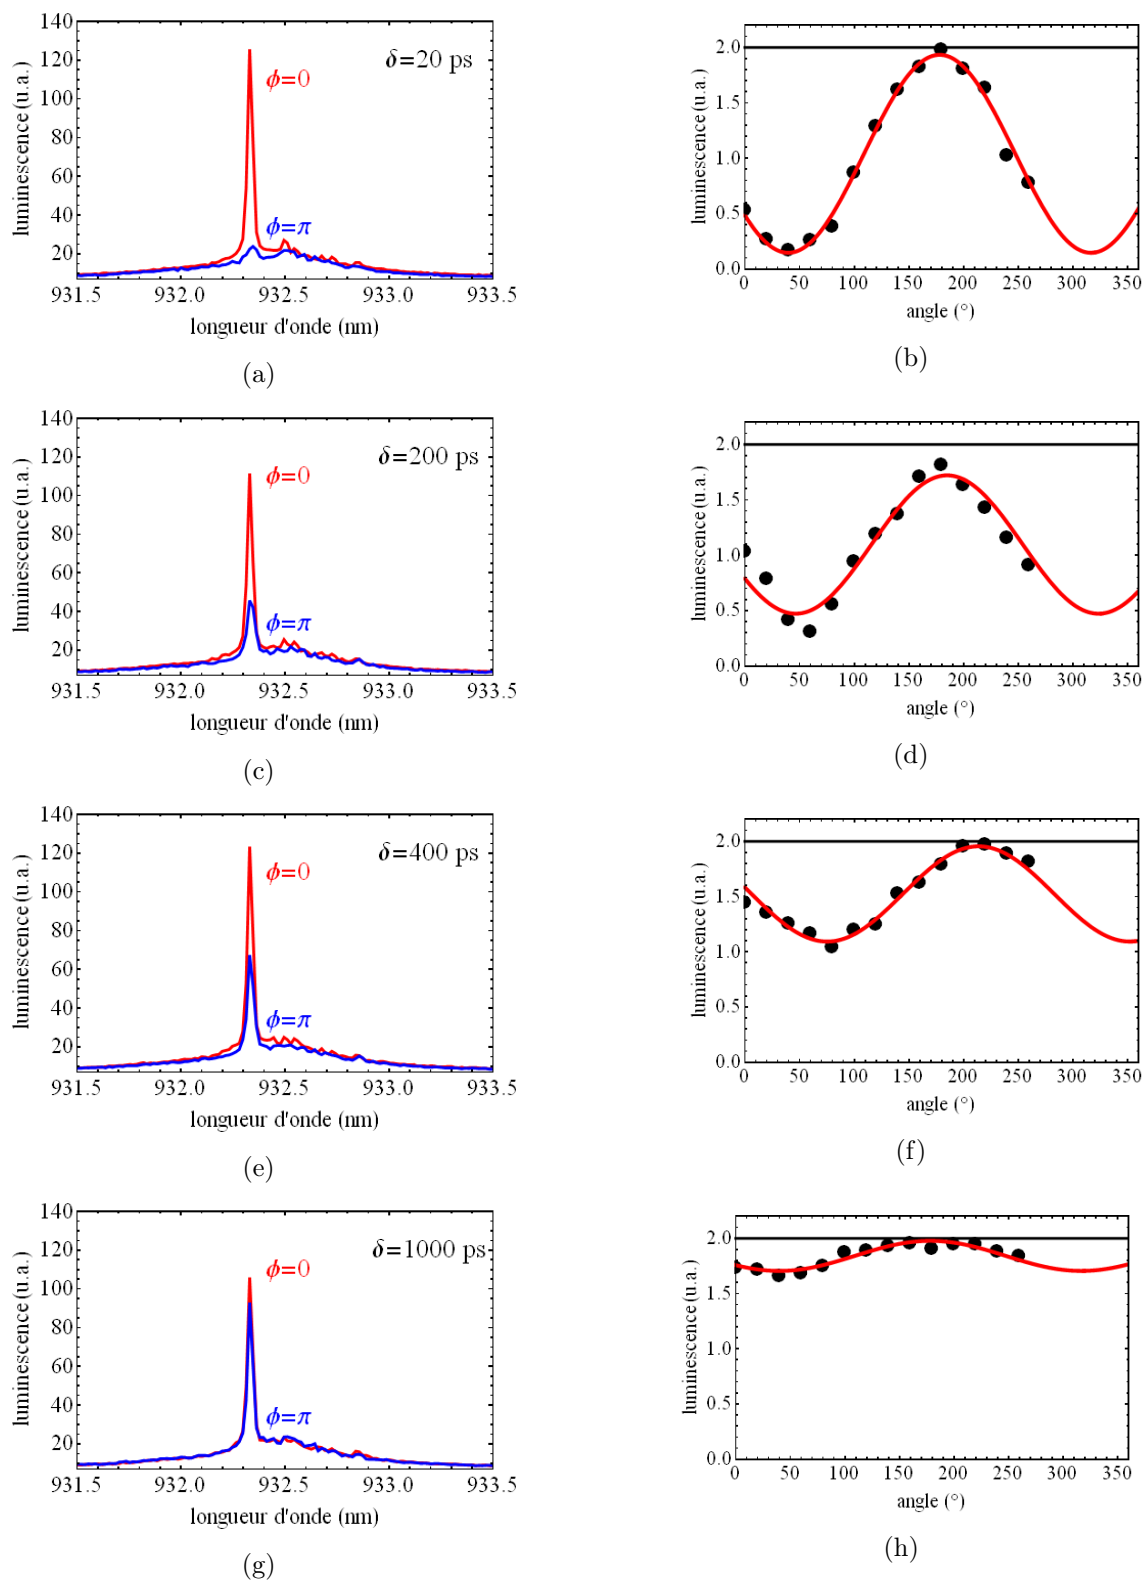 140
120
100
80
60
40
20
luminescence (u.a.)
δ=20 ps
ϕ=0
ϕ=π
931.5 932.0 932.5 933.0 933.5
longueur d'onde (nm)
(a)
2.0
1.5
1.0
0.5
0.0
luminescence (u.a.)
0 50 100 150 200 250 300 350
angle (°)
(b)
140
120
100
80
60
40
20
luminescence (u.a.)
δ=200 ps
ϕ=0
ϕ=π
931.5 932.0 932.5 933.0 933.5
longueur d'onde (nm)
(c)
2.0
1.5
1.0
0.5
0.0
luminescence (u.a.)
0 50 100 150 200 250 300 350
angle (°)
(d)
140
120
100
80
60
40
20
luminescence (u.a.)
δ=400 ps
ϕ=0
ϕ=π
931.5 932.0 932.5 933.0 933.5
longueur d'onde (nm)
(e)
2.0
1.5
1.0
0.5
0.0
luminescence (u.a.)
0 50 100 150 200 250 300 350
angle (°)
(f)
140
120
100
80
60
40
20
luminescence (u.a.)
δ=1000 ps
ϕ=0
ϕ=π
931.5 932.0 932.5 933.0 933.5
longueur d'onde (nm)
(g)
2.0
1.5
1.0
0.5
0.0
luminescence (u.a.)
0 50 100 150 200 250 300 350
angle (°)
(h)